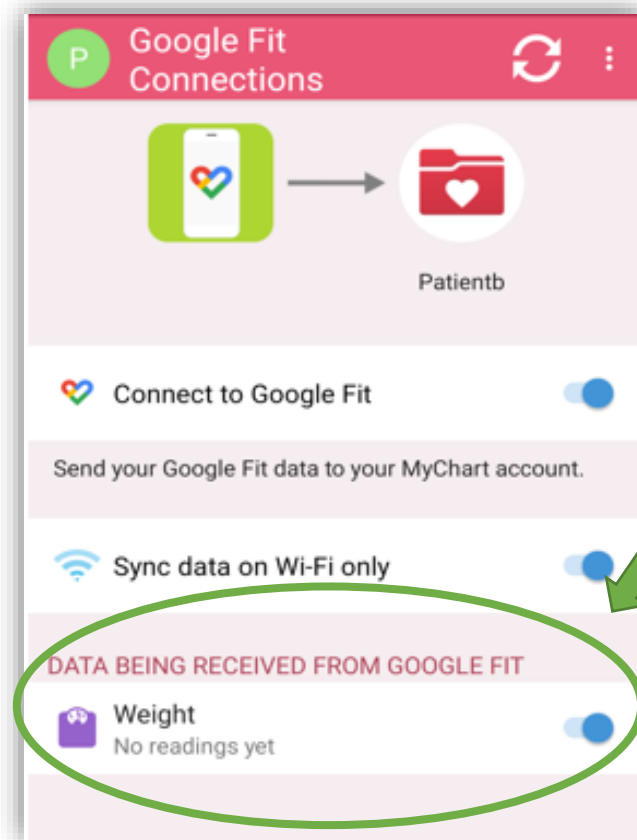 P
Google Fit
Connections
Patientb
Connect to Google Fit
Send your Google Fit data to your MyChart account.
Sync data on Wi-Fi only
DATA BEING RECEIVED FROM GOOGLE FIT
Weight
No readings yet